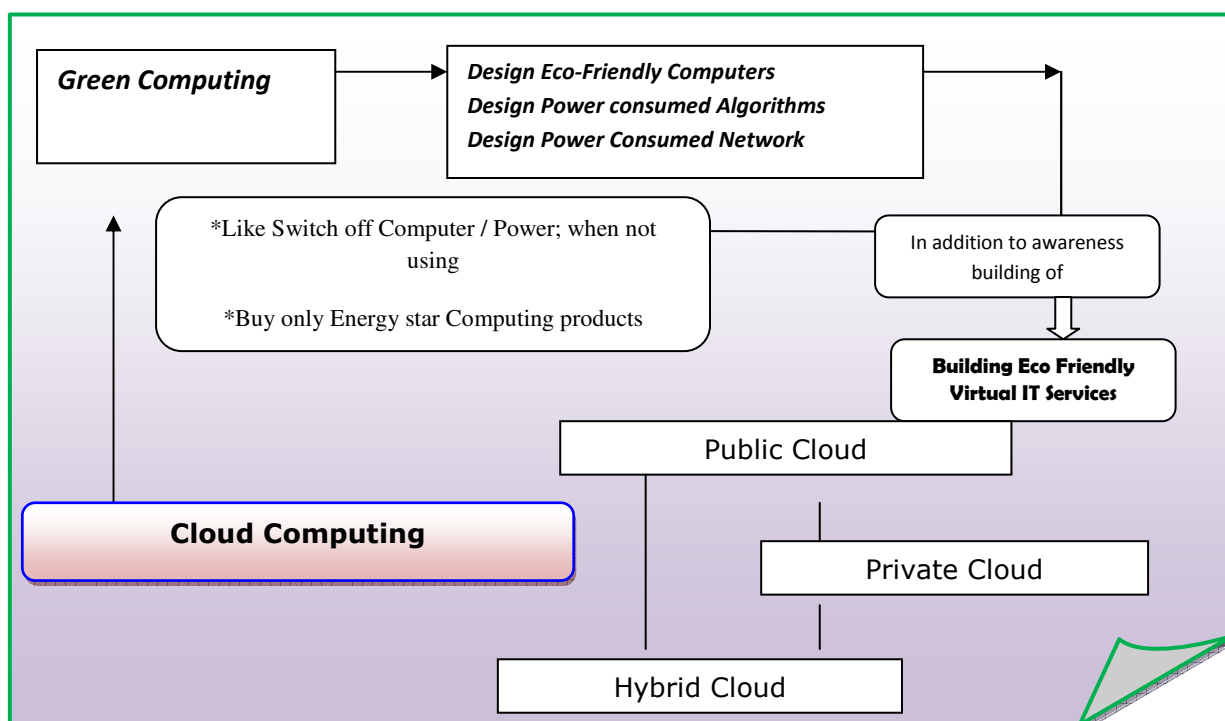 Green Computing
Design Eco-Friendly Computers
Design Power consumed Algorithms
Design Power Consumed Network
*Like Switch off Computer / Power; when not
using
*Buy only Energy star Computing products
In addition to awareness
building of
Building Eco Friendly
Virtual IT Services
Public Cloud
Cloud Computing
Private Cloud
Hybrid Cloud